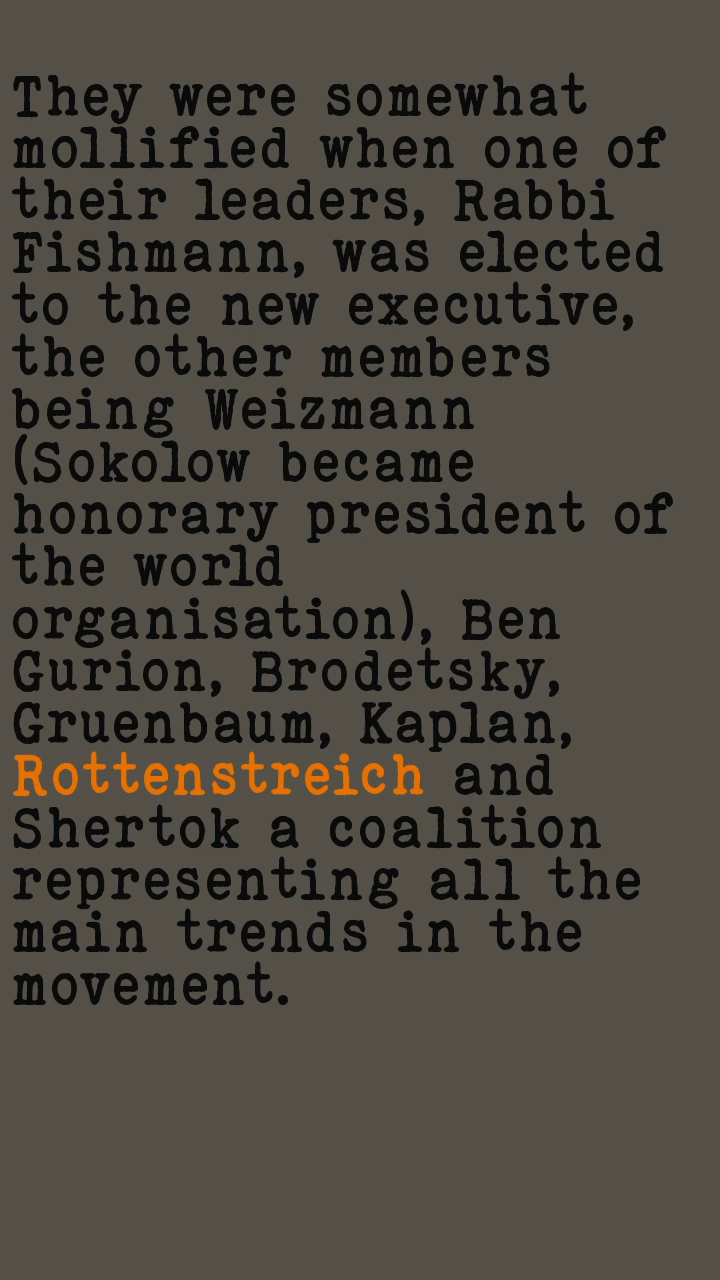 They were somewhat
mollified when one of
their leaders, Rabbi
Fishmann, was elected
to the new executive,
the other members
being Weizmann
(Sokolow became
honorary president of
the world
organisation), Ben
Gurion, Brodetsky,
Gruenbaum, Kaplan,
Rottenstreich and
Shertok a coalition
representing all the
main trends in the
movement.